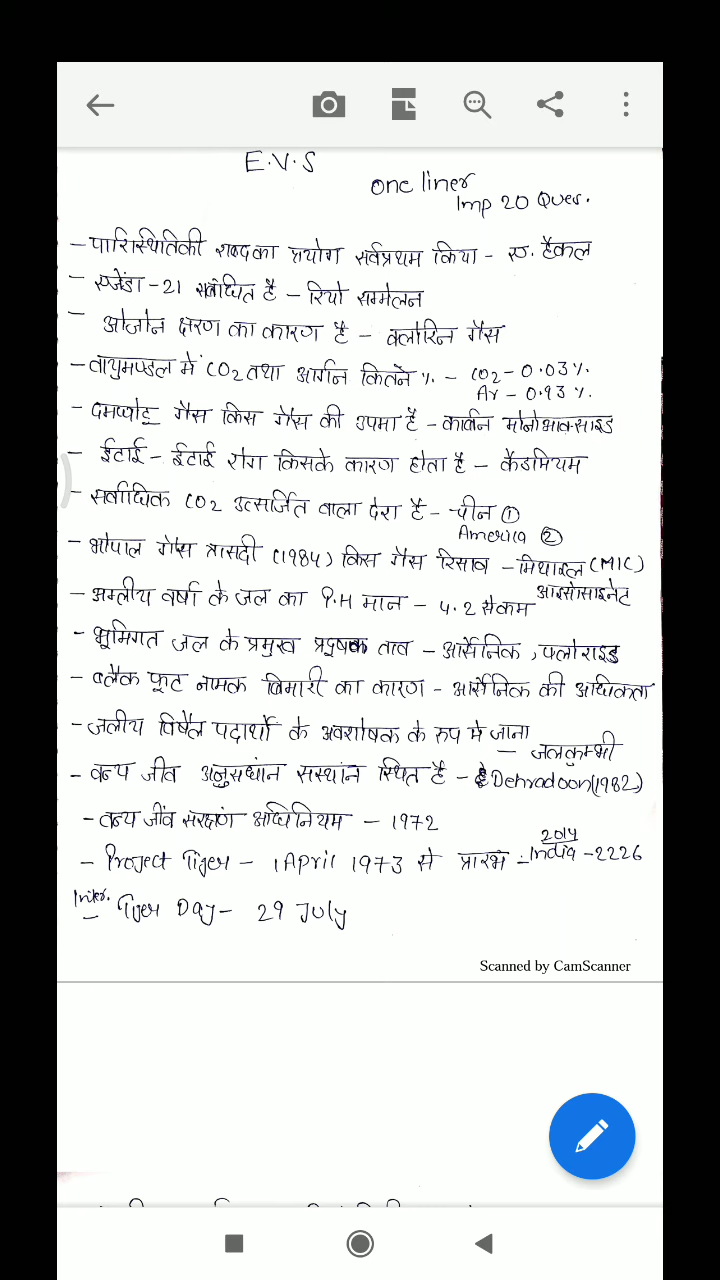 E.V.S
one liner
Imp 20 Ques.
- पारिस्थितिकी शब्द का प्रयोग सर्वप्रथम किया - ए. हैकल
- एजेंडा -21 संबंधित है - रियो सम्मेलन
- ओजोन क्षरण का कारण है - क्लोरिन गैस
- वायुमण्डल में CO2 तथा आर्गन कितने %. - CO2 - 0.03%.
Ar - 0.93%.
- दमघोटू गैस किस गैस की उपमा है - कार्बन मोनोआक्साइड
- ईटाई - ईटाई रोग किसके कारण होता है - कैडमियम
- सर्वाधिक CO2 उत्सर्जित वाला देश है - चीन ①
America ②
- भोपाल गैस त्रासदी (1984) किस गैस रिसाव - मिथाइल (MIC)
आइसोसाइनेट
- अम्लीय वर्षा के जल का P.H मान - 4.2 से कम
- भूमिगत जल के प्रमुख प्रदूषक तत्व - आर्सेनिक, फ्लोराइड
- ब्लैक फूट नामक बिमारी का कारण - आर्सेनिक की अधिकता
- जलीय विषैले पदार्थो के अवशोषक के रुप मे जाना
- जलकुम्भी
- वन्य जीव अनुसंधान संस्थान स्थित है - Dehradoon (1982)
- वन्य जीव संरक्षण अधिनियम - 1972
- Project Tiger - 1 April 1973 से प्रारंभ - 2014 India - 2226
Inter.
- Tiger Day - 29 July
Scanned by CamScanner